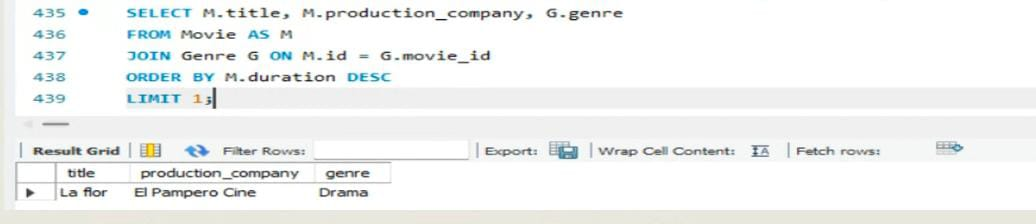 435 SELECT M.title, M.production_company, G.genre
436 FROM Movie AS M
437 JOIN Genre G ON M.id = G.movie_id
438 ORDER BY M.duration DESC
439 LIMIT 1;
Result Grid Filter Rows: Export: Wrap Cell Content: IA Fetch rows:
title production_company genre
La flor El Pampero Cine Drama